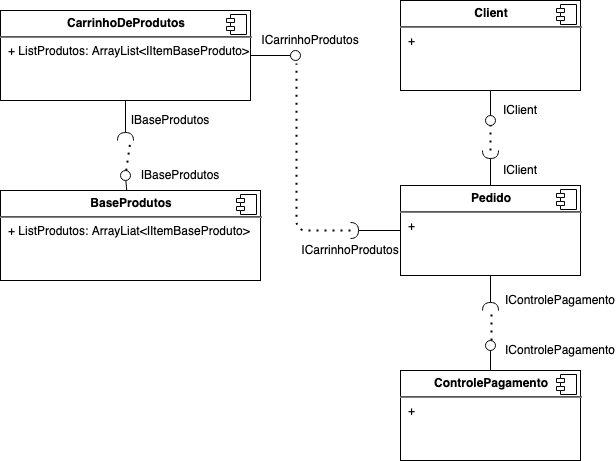 CarrinhoDeProdutos
+ ListProdutos: ArrayList<IItemBaseProduto>
ICarrinhoProdutos
Client
+
IBaseProdutos
IClient
IBaseProdutos
IClient
BaseProdutos
+ ListProdutos: ArrayLiat<IItemBaseProduto>
Pedido
+
ICarrinhoProdutos
IControlePagamento
IControlePagamento
ControlePagamento
+